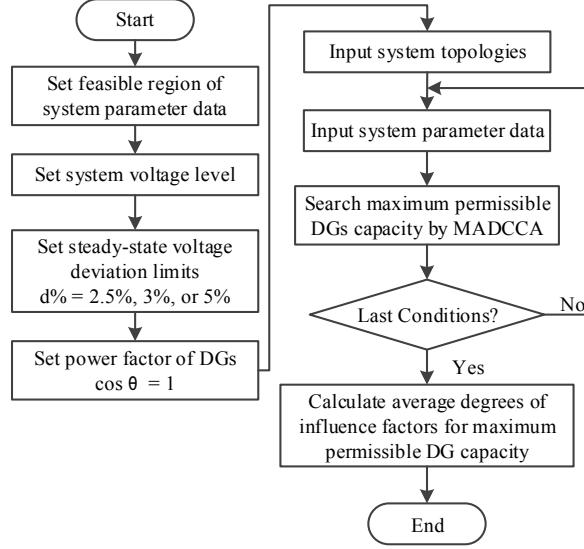 Start
Set feasible region of
system parameter data
Set system voltage level
Set steady-state voltage
deviation limits
d% = 2.5%, 3%, or 5%
Set power factor of DGs
cos θ = 1
Input system topologies
Input system parameter data
Search maximum permissible
DGs capacity by MADCCA
Last Conditions?
No
Yes
Calculate average degrees of
influence factors for maximum
permissible DG capacity
End